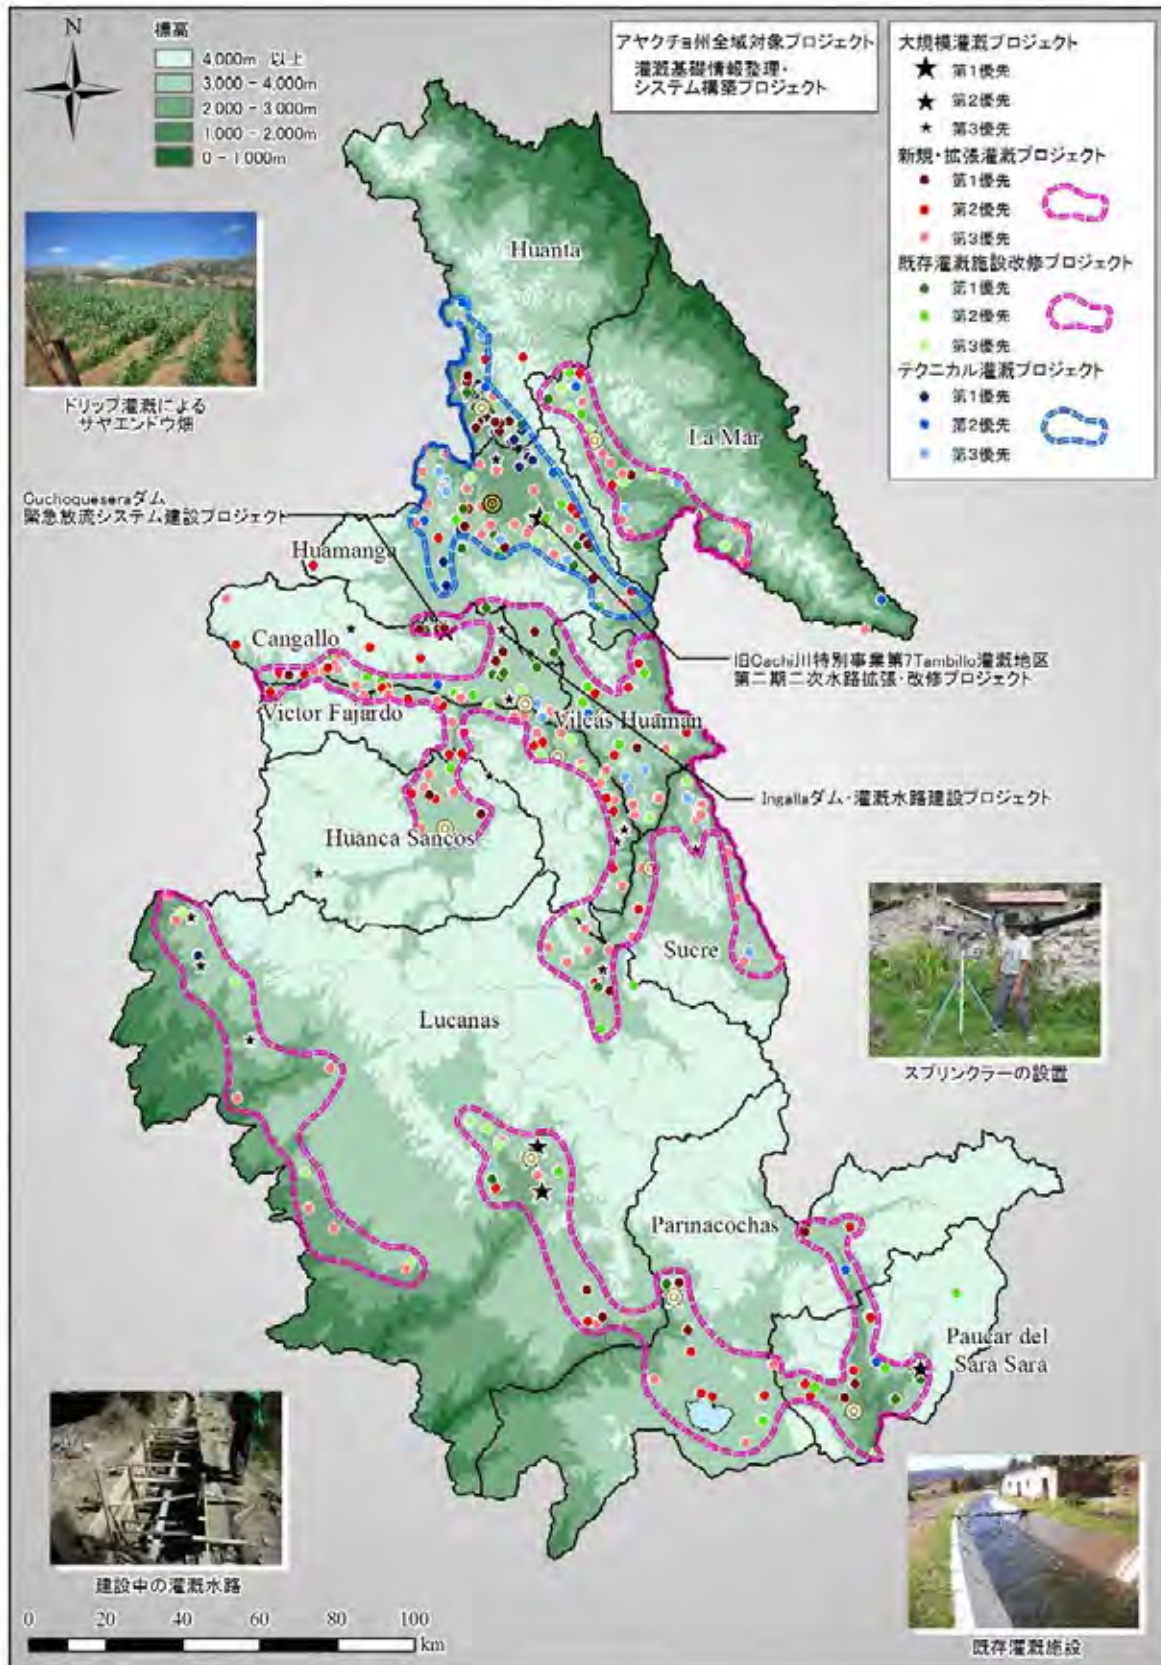 N
標高
4,000m 以上
3,000 - 4,000m
2,000 - 3,000m
1,000 - 2,000m
0 - 1,000m
アヤクチョ州全域対象プロジェクト
灌漑基礎情報整理・
システム構築プロジェクト
大規模灌漑プロジェクト
第1優先
第2優先
第3優先
新規・拡張灌漑プロジェクト
第1優先
第2優先
第3優先
既存灌漑施設改修プロジェクト
第1優先
第2優先
第3優先
テクニカル灌漑プロジェクト
第1優先
第2優先
第3優先
ドリップ灌漑による
サヤエンドウ畑
Huanta
La Mar
Cuchoqueseraダム
緊急放流システム建設プロジェクト
Huamanga
Cangallo
旧Cachi川特別事業第7Tambillo灌漑地区
第二期二次水路拡張・改修プロジェクト
Victor Fajardo
Vilcas Huaman
Ingallaダム・灌漑水路建設プロジェクト
Huanca Sancos
Sucre
Lucanas
スプリンクラーの設置
Parinacochas
Paucar del
Sara Sara
建設中の灌漑水路
既存灌漑施設
0 20 40 60 80 100
km